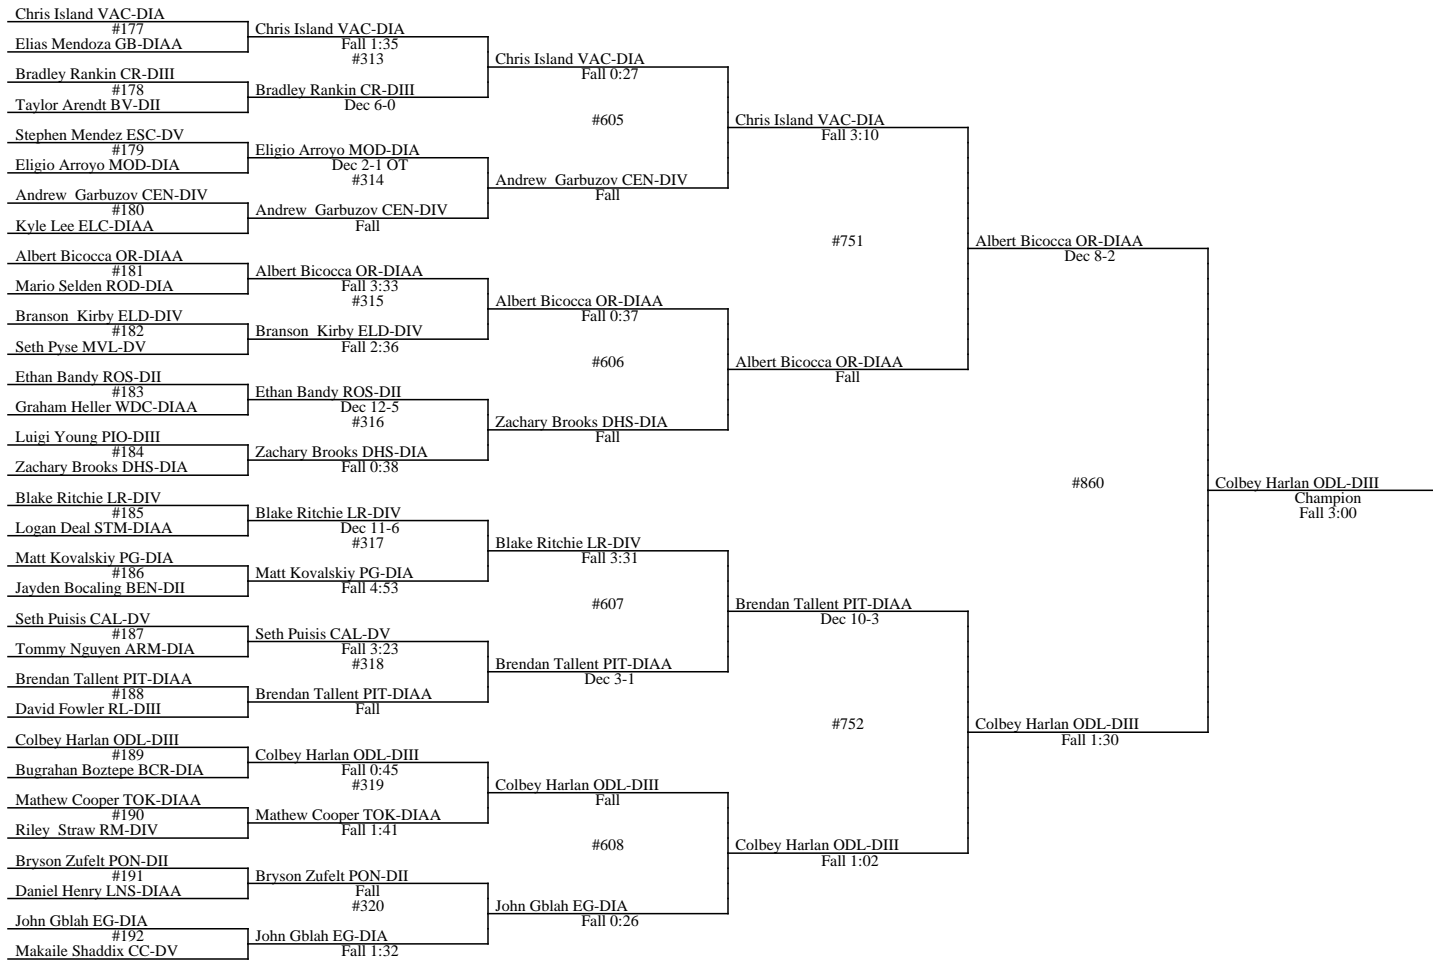 Chris Island VAC-DIA
#177
Elias Mendoza GB-DIAA
Bradley Rankin CR-DIII
#178
Taylor Arendt BV-DII
Stephen Mendez ESC-DV
#179
Eligio Arroyo MOD-DIA
Andrew  Garbuzov CEN-DIV
#180
Kyle Lee ELC-DIAA
Albert Bicocca OR-DIAA
#181
Mario Selden ROD-DIA
Branson  Kirby ELD-DIV
#182
Seth Pyse MVL-DV
Ethan Bandy ROS-DII
#183
Graham Heller WDC-DIAA
Luigi Young PIO-DIII
#184
Zachary Brooks DHS-DIA
Blake Ritchie LR-DIV
#185
Logan Deal STM-DIAA
Matt Kovalskiy PG-DIA
#186
Jayden Bocaling BEN-DII
Seth Puisis CAL-DV
#187
Tommy Nguyen ARM-DIA
Brendan Tallent PIT-DIAA
#188
David Fowler RL-DIII
Colbey Harlan ODL-DIII
#189
Bugrahan Boztepe BCR-DIA
Mathew Cooper TOK-DIAA
#190
Riley  Straw RM-DIV
Bryson Zufelt PON-DII
#191
Daniel Henry LNS-DIAA
John Gblah EG-DIA
#192
Makaile Shaddix CC-DV
Chris Island VAC-DIA
Fall 1:35
#313
Bradley Rankin CR-DIII
Dec 6-0
Eligio Arroyo MOD-DIA
Dec 2-1 OT
#314
Andrew  Garbuzov CEN-DIV
Fall
Albert Bicocca OR-DIAA
Fall 3:33
#315
Branson  Kirby ELD-DIV
Fall 2:36
Ethan Bandy ROS-DII
Dec 12-5
#316
Zachary Brooks DHS-DIA
Fall 0:38
Blake Ritchie LR-DIV
Dec 11-6
#317
Matt Kovalskiy PG-DIA
Fall 4:53
Seth Puisis CAL-DV
Fall 3:23
#318
Brendan Tallent PIT-DIAA
Fall
Colbey Harlan ODL-DIII
Fall 0:45
#319
Mathew Cooper TOK-DIAA
Fall 1:41
Bryson Zufelt PON-DII
Fall
#320
John Gblah EG-DIA
Fall 1:32
Chris Island VAC-DIA
Fall 0:27
#605
Andrew  Garbuzov CEN-DIV
Fall
Albert Bicocca OR-DIAA
Fall 0:37
#606
Zachary Brooks DHS-DIA
Fall
Blake Ritchie LR-DIV
Fall 3:31
#607
Brendan Tallent PIT-DIAA
Dec 3-1
Colbey Harlan ODL-DIII
Fall
#608
John Gblah EG-DIA
Fall 0:26
Chris Island VAC-DIA
Fall 3:10
#751
Albert Bicocca OR-DIAA
Fall
Brendan Tallent PIT-DIAA
Dec 10-3
#752
Colbey Harlan ODL-DIII
Fall 1:02
Albert Bicocca OR-DIAA
Dec 8-2
#860
Colbey Harlan ODL-DIII
Fall 1:30
Colbey Harlan ODL-DIII
Champion
Fall 3:00